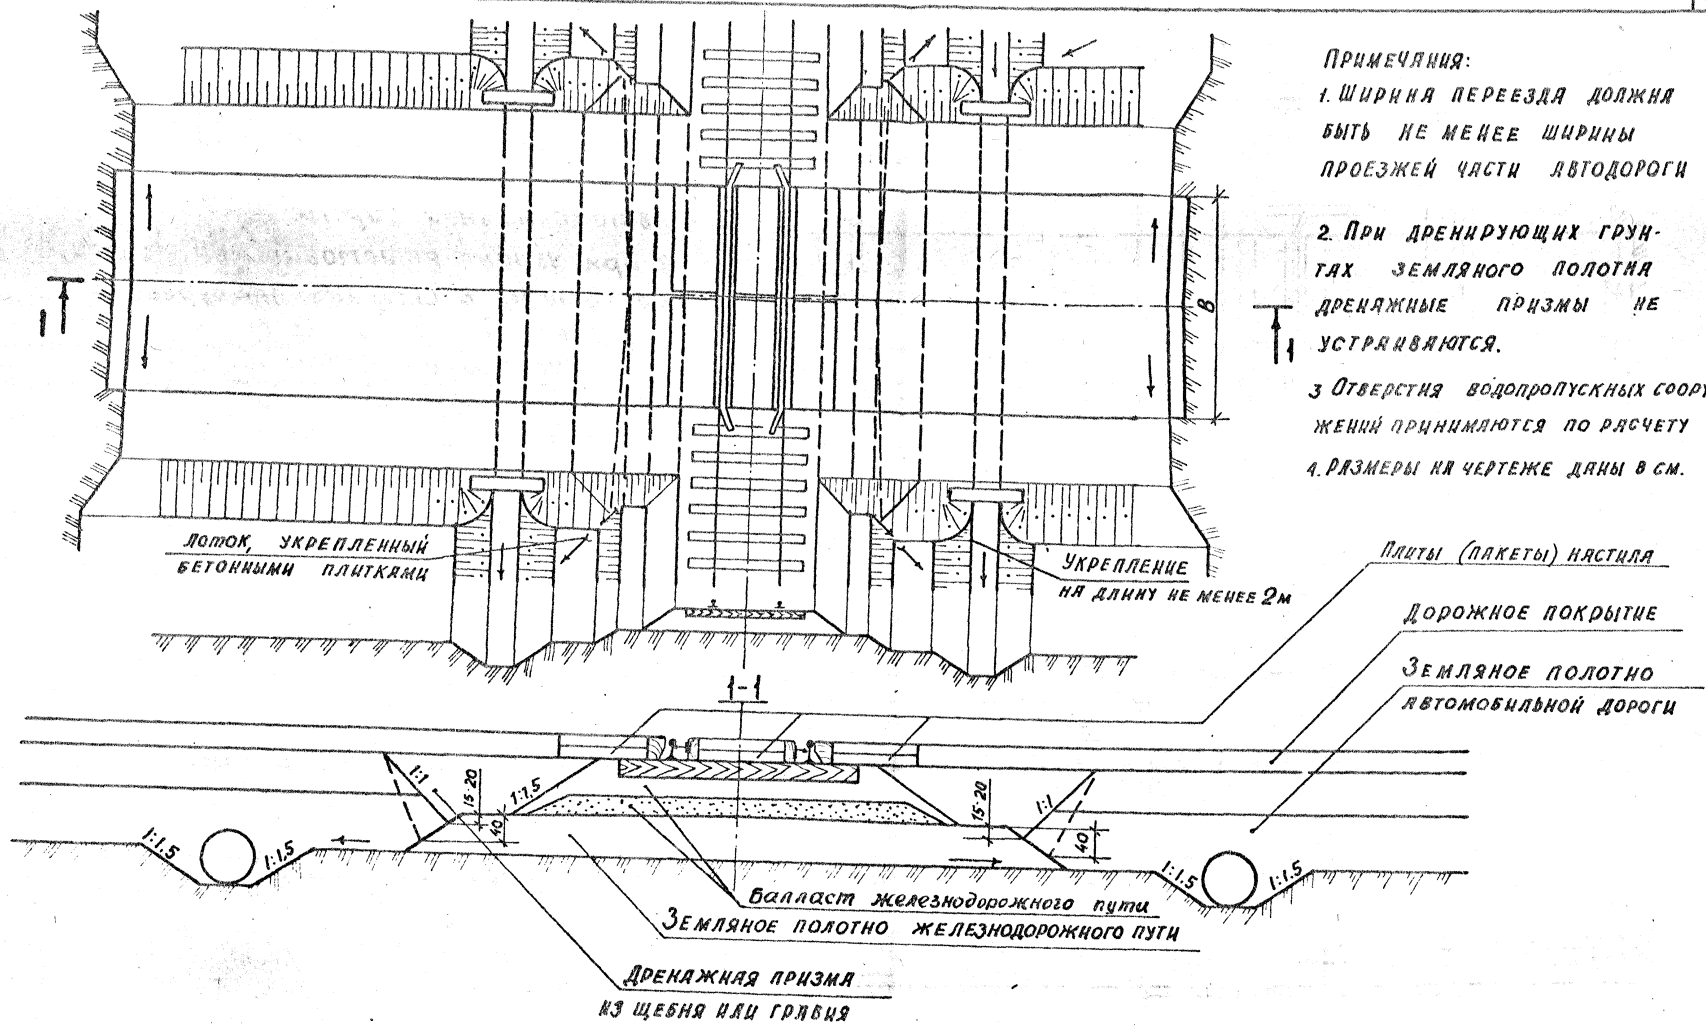 ПРИМЕЧАНИЯ:
1. ШИРИНА ПЕРЕЕЗДА ДОЛЖНА
БЫТЬ НЕ МЕНЕЕ ШИРИНЫ
ПРОЕЗЖЕЙ ЧАСТИ АВТОДОРОГИ
2. ПРИ ДРЕНИРУЮЩИХ ГРУН-
ТАХ ЗЕМЛЯНОГО ПОЛОТНА
ДРЕНАЖНЫЕ ПРИЗМЫ НЕ
УСТРАИВАЮТСЯ.
3 ОТВЕРСТИЯ ВОДОПРОПУСКНЫХ СООРУ
ЖЕНИЙ ПРИНИМАЮТСЯ ПО РАСЧЕТУ
4. РАЗМЕРЫ НА ЧЕРТЕЖЕ ДАНЫ В СМ.
1
В
1
ЛОТОК, УКРЕПЛЕННЫЙ
БЕТОННЫМИ ПЛИТКАМИ
УКРЕПЛЕНИЕ
НА ДЛИНУ НЕ МЕНЕЕ 2М
ПЛИТЫ (ПАКЕТЫ) НАСТИЛА
ДОРОЖНОЕ ПОКРЫТИЕ
ЗЕМЛЯНОЕ ПОЛОТНО
АВТОМОБИЛЬНОЙ ДОРОГИ
1-1
1:1
15-20
1:1.5
40
15-20
1:1
40
1:1.5
1:1.5
1:1.5
1:1.5
Балласт железнодорожного пути
ЗЕМЛЯНОЕ ПОЛОТНО ЖЕЛЕЗНОДОРОЖНОГО ПУТИ
ДРЕНАЖНАЯ ПРИЗМА
ИЗ ЩЕБНЯ ИЛИ ГРАВИЯ